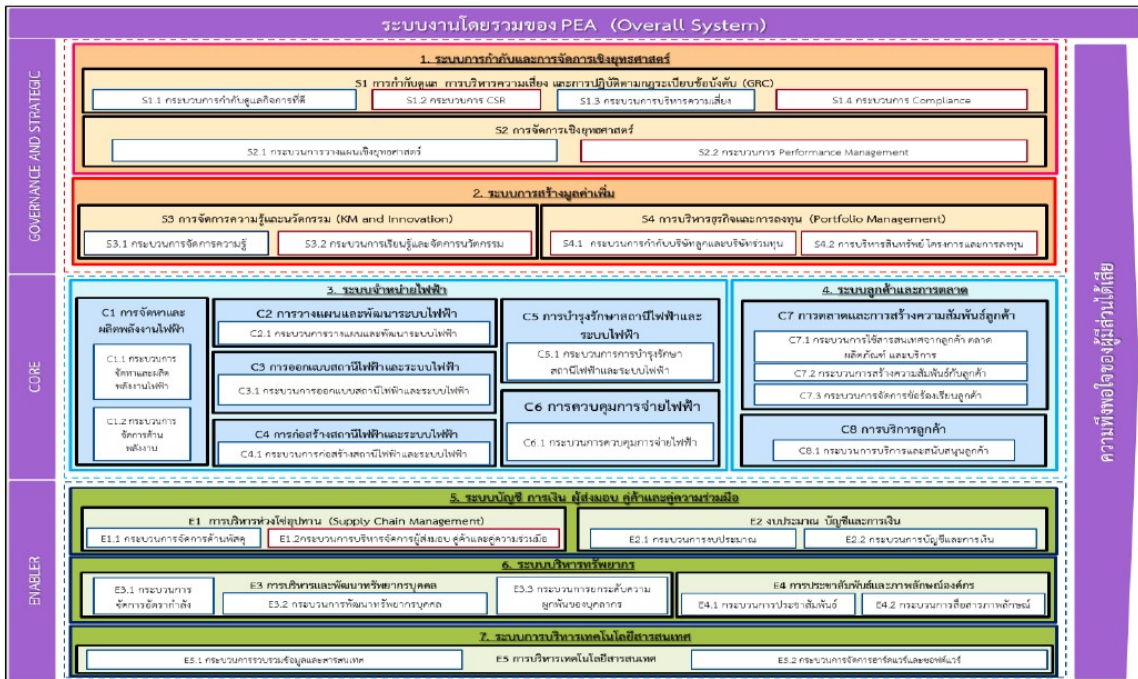 ระบบงานโดยรวมของ PEA (Overall System)
GOVERNANCE AND STRATEGIC
1. ระบบการกำกับและการจัดการเชิงยุทธศาสตร์
S1 การกำกับดูแล การบริหารความเสี่ยง และการปฏิบัติตามกฎระเบียบข้อบังคับ (GRC)
S1.1 กระบวนการกำกับดูแลกิจการที่ดี
S1.2 กระบวนการ CSR
S1.3 กระบวนการบริหารความเสี่ยง
S1.4 กระบวนการ Compliance
S2 การจัดการเชิงยุทธศาสตร์
S2.1 กระบวนการวางแผนเชิงยุทธศาสตร์
S2.2 กระบวนการ Performance Management
2. ระบบการสร้างมูลค่าเพิ่ม
S3 การจัดการความรู้และนวัตกรรม (KM and Innovation)
S3.1 กระบวนการจัดการความรู้
S3.2 กระบวนการเรียนรู้และจัดการนวัตกรรม
S4 การบริหารธุรกิจและการลงทุน (Portfolio Management)
S4.1 กระบวนการกำกับบริษัทลูกและบริษัทร่วมทุน
S4.2 การบริหารสินทรัพย์ โครงการและการลงทุน
CORE
3. ระบบจำหน่ายไฟฟ้า
C1 การจัดหาและ
ผลิตพลังงานไฟฟ้า
C1.1 กระบวนการ
จัดหาและผลิต
พลังงานไฟฟ้า
C1.2 กระบวนการ
จัดการด้าน
พลังงาน
C2 การวางแผนและพัฒนาระบบไฟฟ้า
C2.1 กระบวนการวางแผนและพัฒนาระบบไฟฟ้า
C3 การออกแบบสถานีไฟฟ้าและระบบไฟฟ้า
C3.1 กระบวนการออกแบบสถานีไฟฟ้าและระบบไฟฟ้า
C4 การก่อสร้างสถานีไฟฟ้าและระบบไฟฟ้า
C4.1 กระบวนการก่อสร้างสถานีไฟฟ้าและระบบไฟฟ้า
C5 การบำรุงรักษาสถานีไฟฟ้าและ
ระบบไฟฟ้า
C5.1 กระบวนการการบำรุงรักษา
สถานีไฟฟ้าและระบบไฟฟ้า
C6 การควบคุมการจ่ายไฟฟ้า
C6.1 กระบวนการควบคุมการจ่ายไฟฟ้า
4. ระบบลูกค้าและการตลาด
C7 การตลาดและการสร้างความสัมพันธ์ลูกค้า
C7.1 กระบวนการใช้สารสนเทศจากลูกค้า ตลาด
ผลิตภัณฑ์ และบริการ
C7.2 กระบวนการสร้างความสัมพันธ์กับลูกค้า
C7.3 กระบวนการจัดการข้อร้องเรียนลูกค้า
C8 การบริการลูกค้า
C8.1 กระบวนการบริการและสนับสนุนลูกค้า
ENABLER
5. ระบบบัญชี การเงิน ผู้ส่งมอบ คู่ค้าและคู่ความร่วมมือ
E1 การบริหารห่วงโซ่อุปทาน (Supply Chain Management)
E1.1 กระบวนการจัดการด้านพัสดุ
E1.2กระบวนการบริหารจัดการผู้ส่งมอบ คู่ค้าและคู่ความร่วมมือ
E2 งบประมาณ บัญชีและการเงิน
E2.1 กระบวนการงบประมาณ
E2.2 กระบวนการบัญชีและการเงิน
6. ระบบบริหารทรัพยากร
E3 การบริหารและพัฒนาทรัพยากรบุคคล
E3.1 กระบวนการ
จัดการอัตรากำลัง
E3.2 กระบวนการพัฒนาทรัพยากรบุคคล
E3.3 กระบวนการยกระดับความ
ผูกพันของบุคลากร
E4 การประชาสัมพันธ์และภาพลักษณ์องค์กร
E4.1 กระบวนการประชาสัมพันธ์
E4.2 กระบวนการสื่อสารภาพลักษณ์
7. ระบบการบริหารเทคโนโลยีสารสนเทศ
E5.1 กระบวนการรวบรวมข้อมูลและสารสนเทศ
E5 การบริหารเทคโนโลยีสารสนเทศ
E5.2 กระบวนการจัดการฮาร์ดแวร์และซอฟต์แวร์
ความพึงพอใจของผู้มีส่วนได้เสีย